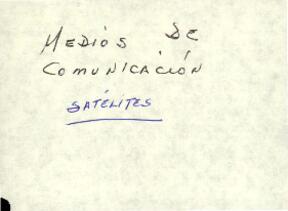 MEDIOS DE
COMUNICACIÓN
SATÉLITES